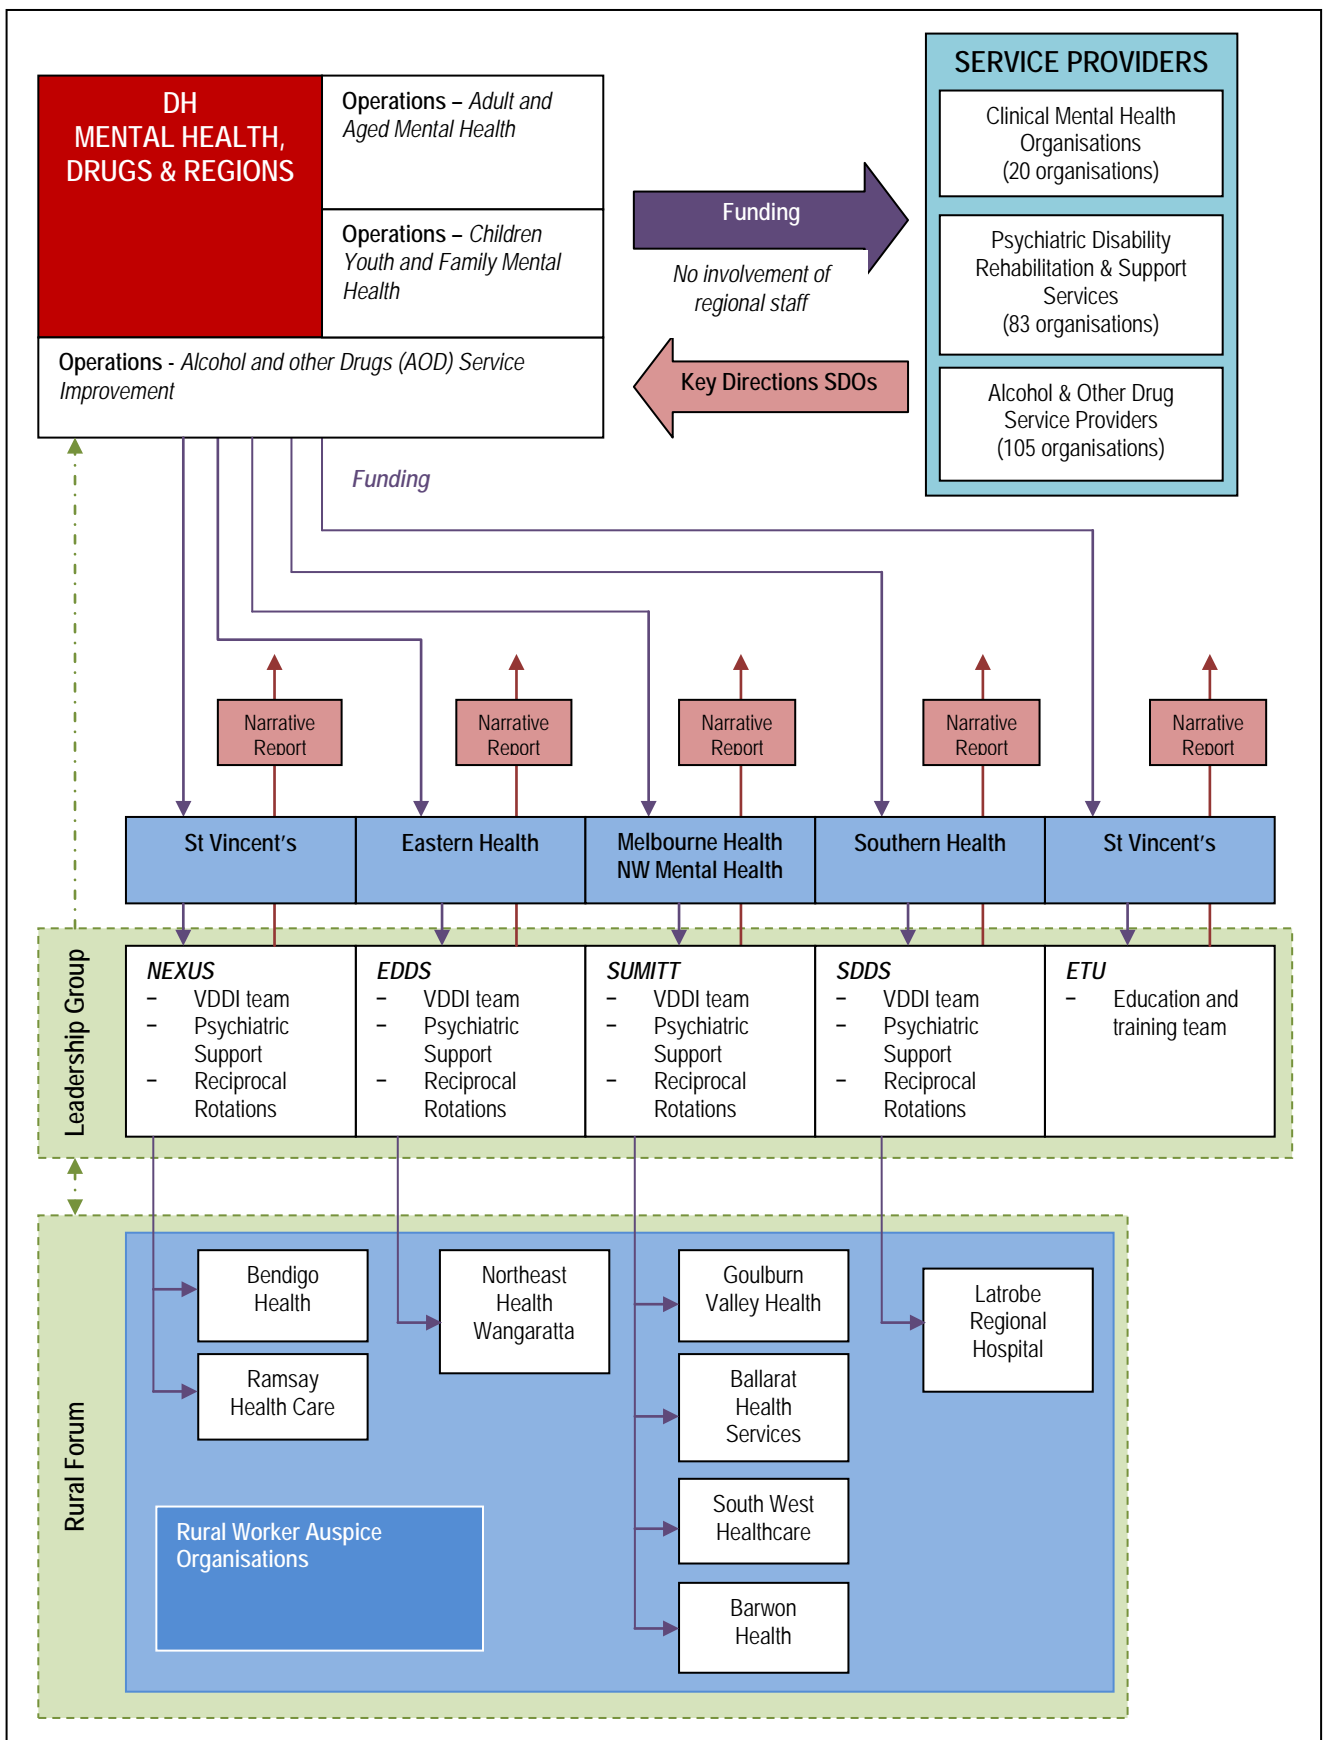 DH
MENTAL HEALTH,
DRUGS & REGIONS
Operations – Adult and
Aged Mental Health
Operations – Children
Youth and Family Mental
Health
Operations - Alcohol and other Drugs (AOD) Service
Improvement
Funding
No involvement of
regional staff
Key Directions SDOs
SERVICE PROVIDERS
Clinical Mental Health
Organisations
(20 organisations)
Psychiatric Disability
Rehabilitation & Support
Services
(83 organisations)
Alcohol & Other Drug
Service Providers
(105 organisations)
Funding
Narrative
Report
Narrative
Report
Narrative
Report
Narrative
Report
Narrative
Report
St Vincent's
Eastern Health
Melbourne Health
NW Mental Health
Southern Health
St Vincent's
Leadership Group
NEXUS
– VDDI team
– Psychiatric
Support
– Reciprocal
Rotations
EDDS
– VDDI team
– Psychiatric
Support
– Reciprocal
Rotations
SUMITT
– VDDI team
– Psychiatric
Support
– Reciprocal
Rotations
SDDS
– VDDI team
– Psychiatric
Support
– Reciprocal
Rotations
ETU
– Education and
training team
Rural Forum
Bendigo
Health
Ramsay
Health Care
Northeast
Health
Wangaratta
Goulburn
Valley Health
Ballarat
Health
Services
South West
Healthcare
Barwon
Health
Latrobe
Regional
Hospital
Rural Worker Auspice
Organisations